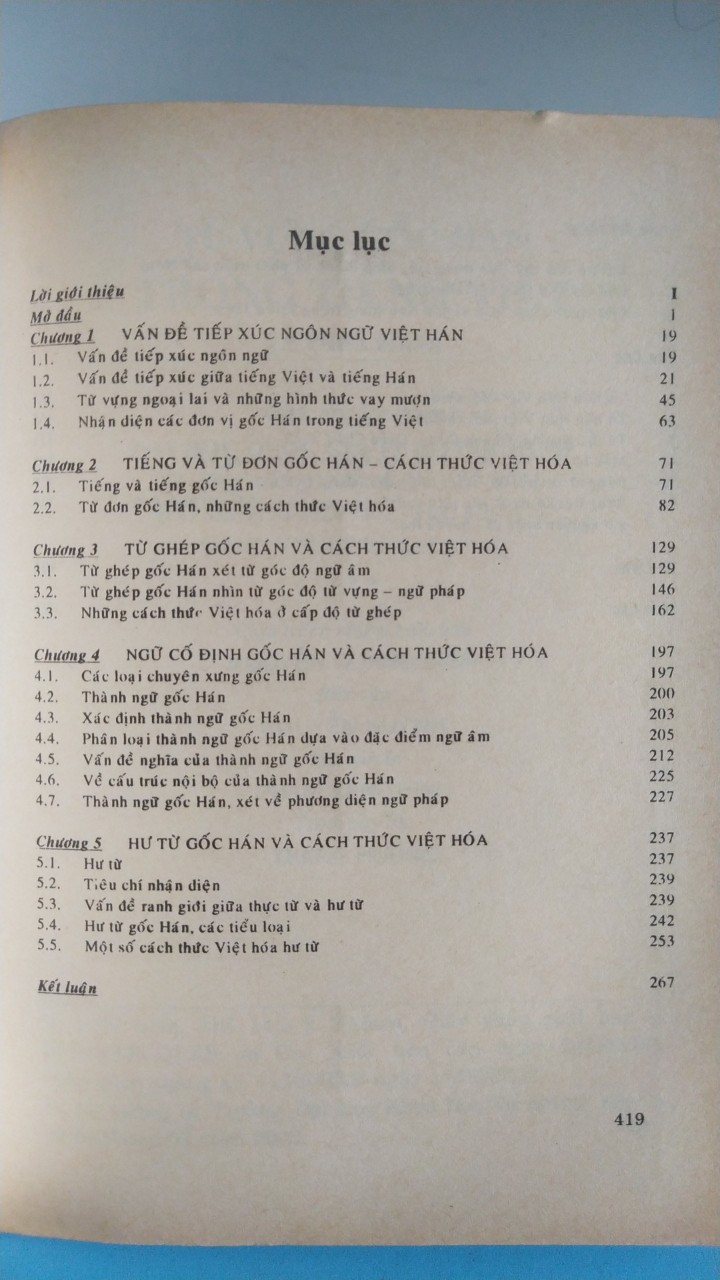 Mục lục
Lời giới thiệu I
Mở đầu 1
Chương 1 VẤN ĐỀ TIẾP XÚC NGÔN NGỮ VIỆT HÁN 19
1.1. Vấn đề tiếp xúc ngôn ngữ 19
1.2. Vấn đề tiếp xúc giữa tiếng Việt và tiếng Hán 21
1.3. Từ vựng ngoại lai và những hình thức vay mượn 45
1.4. Nhận diện các đơn vị gốc Hán trong tiếng Việt 63
Chương 2 TIẾNG VÀ TỪ ĐƠN GỐC HÁN – CÁCH THỨC VIỆT HÓA 71
2.1. Tiếng và tiếng gốc Hán 71
2.2. Từ đơn gốc Hán, những cách thức Việt hóa 82
Chương 3 TỪ GHÉP GỐC HÁN VÀ CÁCH THỨC VIỆT HÓA 129
3.1. Từ ghép gốc Hán xét từ góc độ ngữ âm 129
3.2. Từ ghép gốc Hán nhìn từ góc độ từ vựng – ngữ pháp 146
3.3. Những cách thức Việt hóa ở cấp độ từ ghép 162
Chương 4 NGỮ CỐ ĐỊNH GỐC HÁN VÀ CÁCH THỨC VIỆT HÓA 197
4.1. Các loại chuyên xưng gốc Hán 197
4.2. Thành ngữ gốc Hán 200
4.3. Xác định thành ngữ gốc Hán 203
4.4. Phân loại thành ngữ gốc Hán dựa vào đặc điểm ngữ âm 205
4.5. Vấn đề nghĩa của thành ngữ gốc Hán 212
4.6. Về cấu trúc nội bộ của thành ngữ gốc Hán 225
4.7. Thành ngữ gốc Hán, xét về phương diện ngữ pháp 227
Chương 5 HƯ TỪ GỐC HÁN VÀ CÁCH THỨC VIỆT HÓA 237
5.1. Hư từ 237
5.2. Tiêu chí nhận diện 239
5.3. Vấn đề ranh giới giữa thực từ và hư từ 239
5.4. Hư từ gốc Hán, các tiểu loại 242
5.5. Một số cách thức Việt hóa hư từ 253
Kết luận 267
419